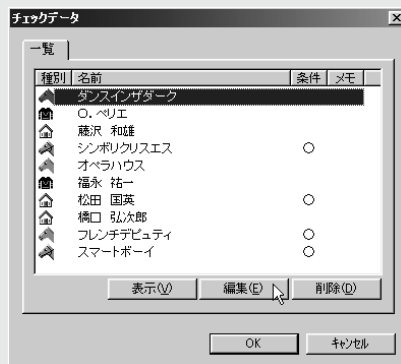 チェックデータ
一覧
種別 名前 条件 メモ
ダンスインザダーク
O. ペリエ
藤沢 和雄
シンボリクリスエス ○
オペラハウス
福永 祐一
松田 国英 ○
橋口 弘次郎
フレンチデピュティ ○
スマートボーイ ○
表示(V) 編集(E) 削除(D)
OK キャンセル